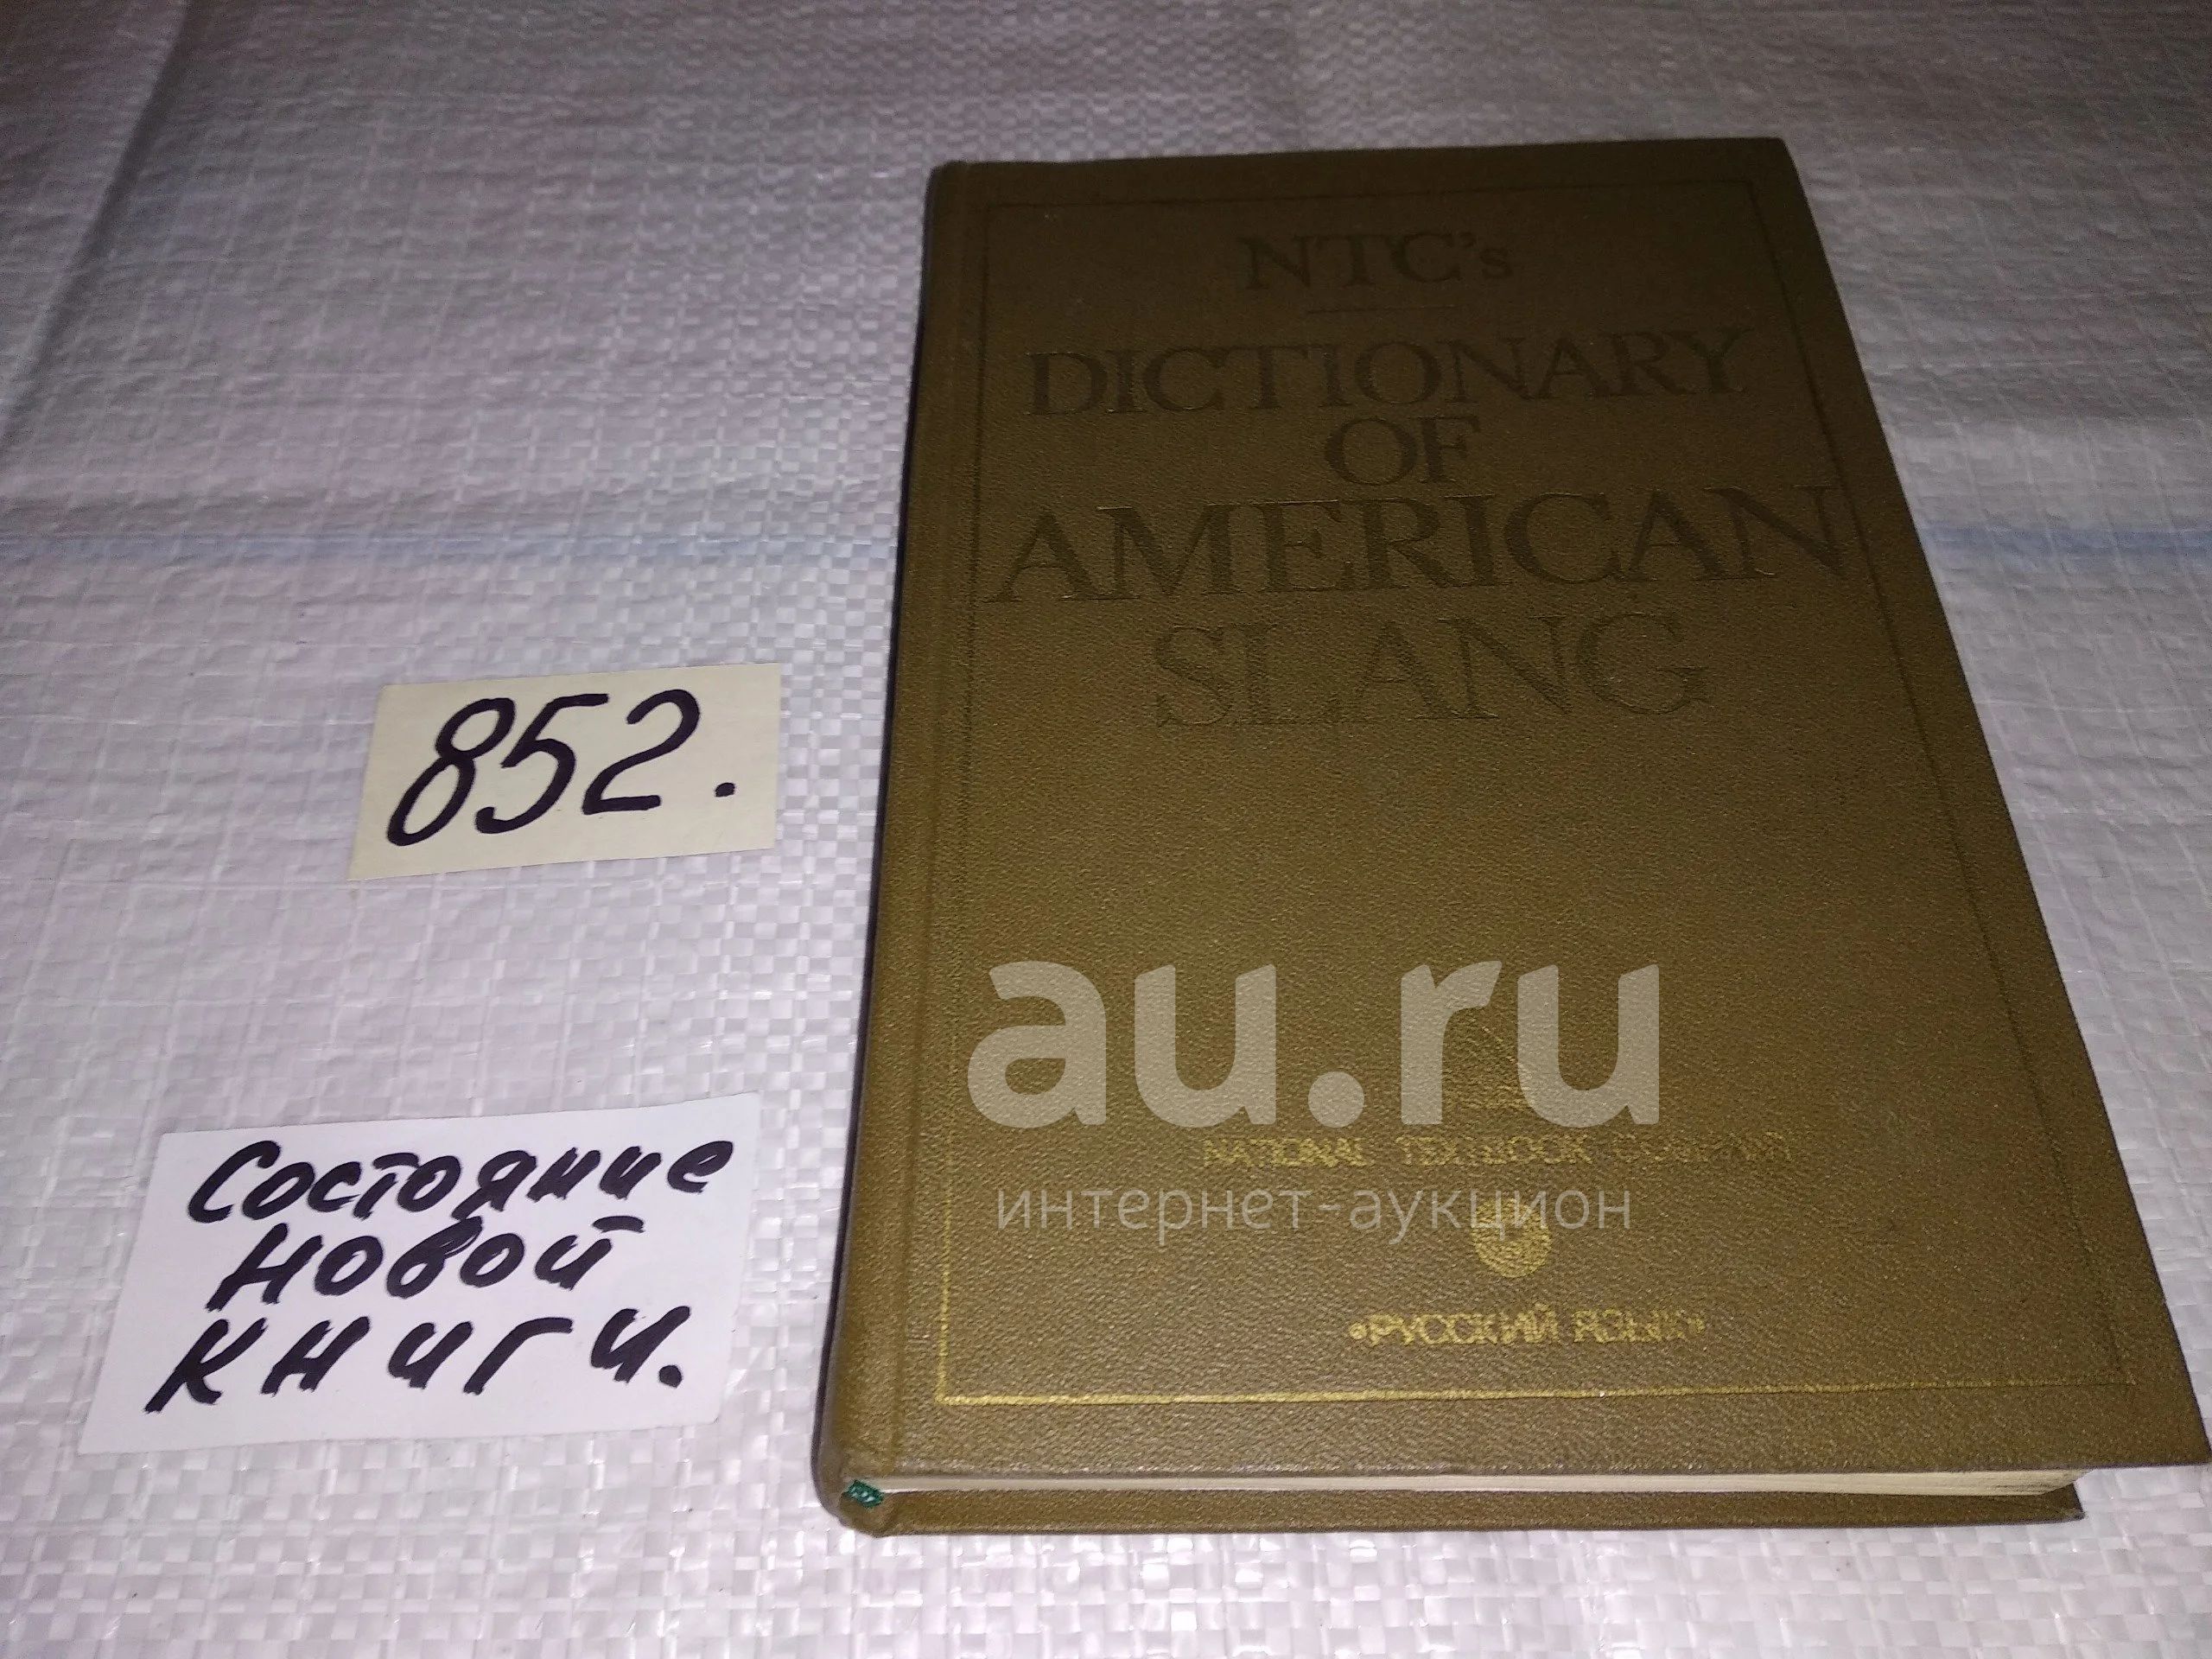 NTC's
DICTIONARY
OF
AMERICAN
SLANG
852.
au.ru
NATIONAL TEXTBOOK COMPANY
интернет-аукцион
«РУССКИЙ ЯЗЫК»
Состояние
новой
книги.